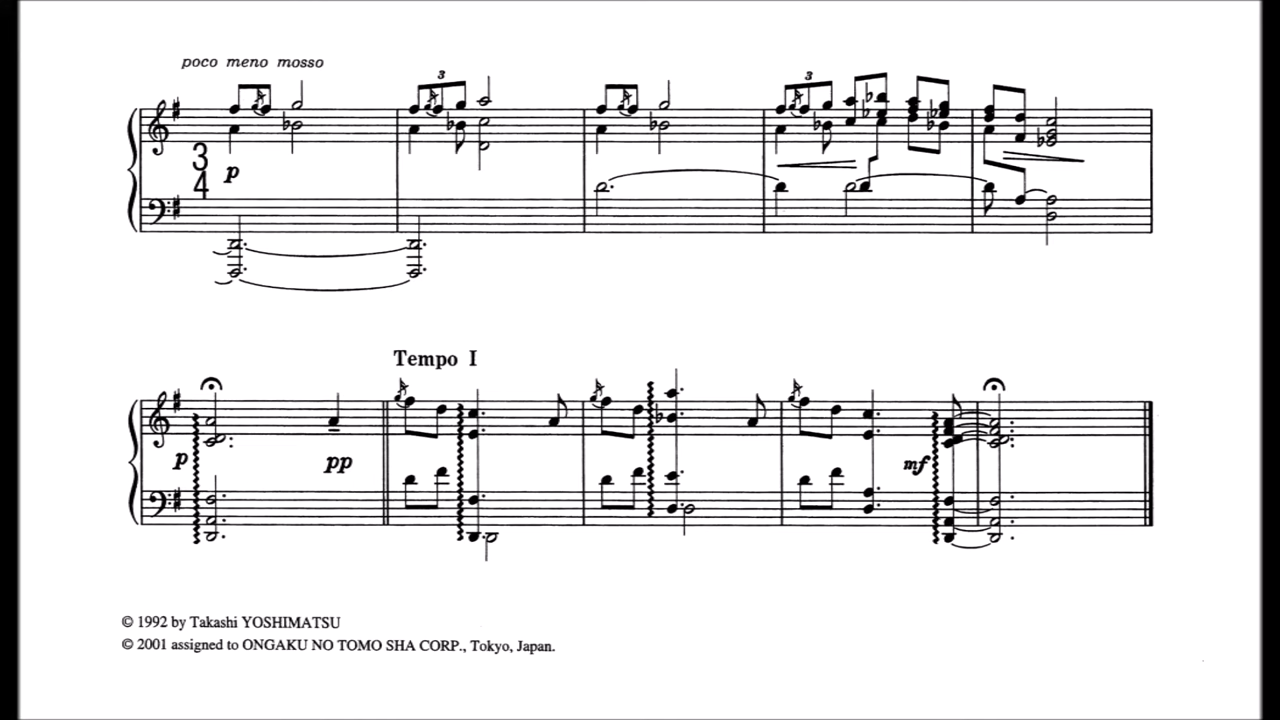 poco meno mosso
3
3
3
4
p
Tempo I
p
pp
mf
© 1992 by Takashi YOSHIMATSU
© 2001 assigned to ONGAKU NO TOMO SHA CORP., Tokyo, Japan.